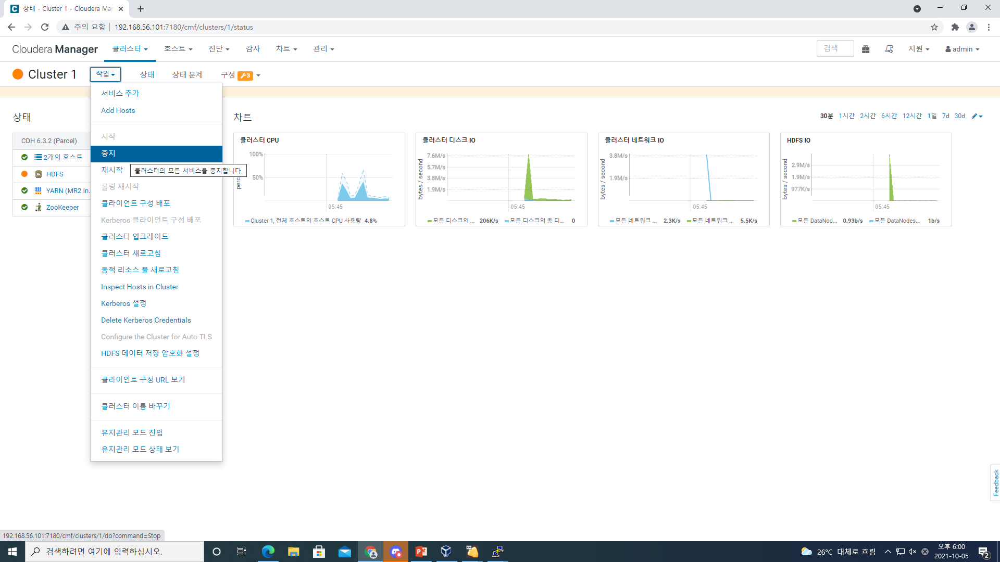 상태 - Cluster 1 - Cloudera Mar
주의 요함 192.168.56.101:7180/cmf/clusters/1/status
Cloudera Manager 클러스터 호스트 진단 감사 차트 관리 검색 지원 admin
Cluster 1 작업 상태 상태 문제 구성 3
서비스 추가
Add Hosts
시작
중지
재시작
클러스터의 모든 서비스를 중지합니다.
롤링 재시작
클라이언트 구성 배포
Kerberos 클라이언트 구성 배포
클러스터 업그레이드
클러스터 새로고침
동적 리소스 풀 새로고침
Inspect Hosts in Cluster
Kerberos 설정
Delete Kerberos Credentials
Configure the Cluster for Auto-TLS
HDFS 데이터 저장 암호화 설정
클라이언트 구성 URL 보기
클러스터 이름 바꾸기
유지관리 모드 진입
유지관리 모드 상태 보기
상태
CDH 6.3.2 (Parcel)
2개의 호스트
HDFS
YARN (MR2 In...
ZooKeeper
차트
30분 1시간 2시간 6시간 12시간 1일 7d 30d
클러스터 CPU
100%
50%
05:45
Cluster 1, 전체 호스트의 호스트 CPU 사용량 4.8%
클러스터 디스크 IO
bytes / second
7.6M/s
5.7M/s
3.8M/s
1.9M/s
05:45
모든 디스크의 ... 206K/s 모든 디스크의 총 디... 0
클러스터 네트워크 IO
bytes / second
3.8M/s
1.9M/s
05:45
모든 네트워크 ... 2.3K/s 모든 네트워크 ... 5.5K/s
HDFS IO
bytes / second
2.9M/s
1.9M/s
977K/s
05:45
모든 DataNod... 0.93b/s 모든 DataNodes... 1b/s
Feedback
192.168.56.101:7180/cmf/clusters/1/do?command=Stop
검색하려면 여기에 입력하십시오.
26°C 대체로 흐림
오후 6:00
2021-10-05
2